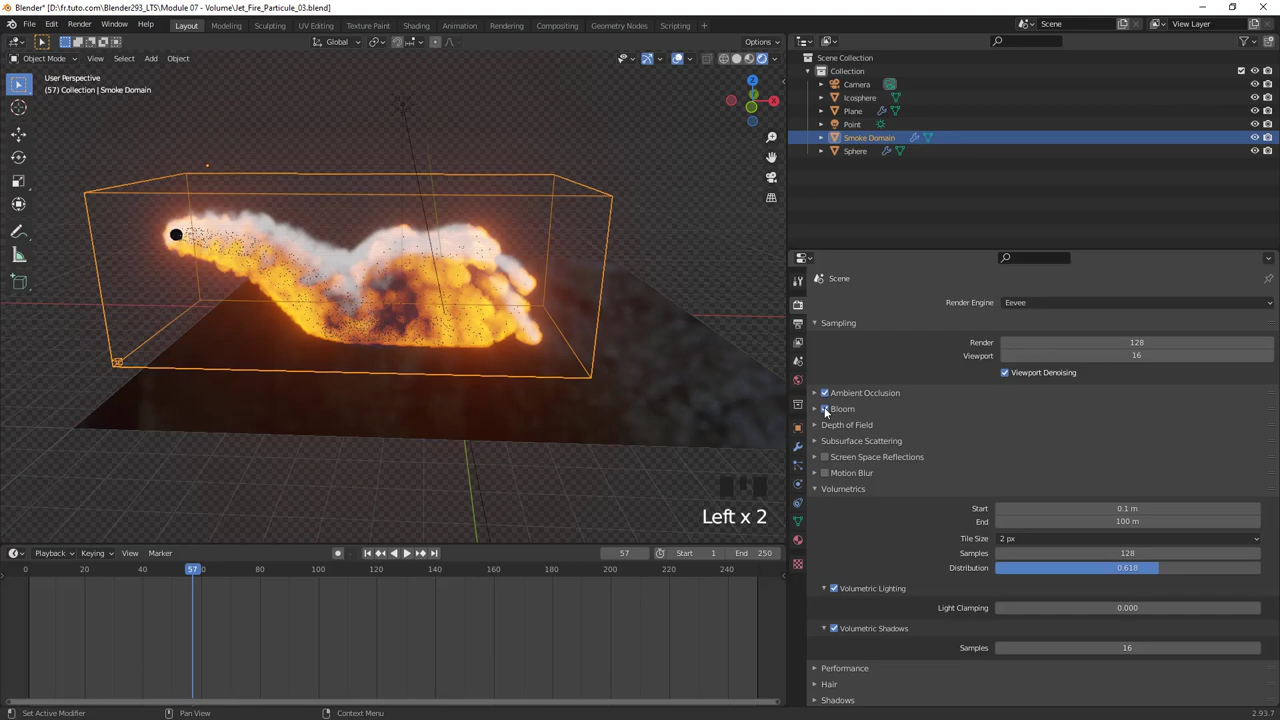 Blender* [D:\fr.tuto.com\Blender293_LTS\Module 07 - Volume\Jet_Fire_Particule_03.blend]
File Edit Render Window Help Layout Modeling Sculpting UV Editing Texture Paint Shading Animation Rendering Compositing Geometry Nodes Scripting Scene View Layer
Global Options
Object Mode View Select Add Object
User Perspective
(57) Collection | Smoke Domain
Scene Collection
Collection
Camera
Icosphere
Plane
Point
Smoke Domain
Sphere
Scene
Render Engine Eevee
Sampling
Render 128
Viewport 16
Viewport Denoising
Ambient Occlusion
Bloom
Depth of Field
Subsurface Scattering
Screen Space Reflections
Motion Blur
Volumetrics
Start 0.1 m
End 100 m
Tile Size 2 px
Samples 128
Distribution 0.618
Volumetric Lighting
Light Clamping 0.000
Volumetric Shadows
Samples 16
Performance
Hair
Shadows
Left x 2
Playback Keying View Marker 57 Start 1 End 250
0 20 40 57 80 100 120 140 160 180 200 220 240
Set Active Modifier Pan View Context Menu 2.93.7